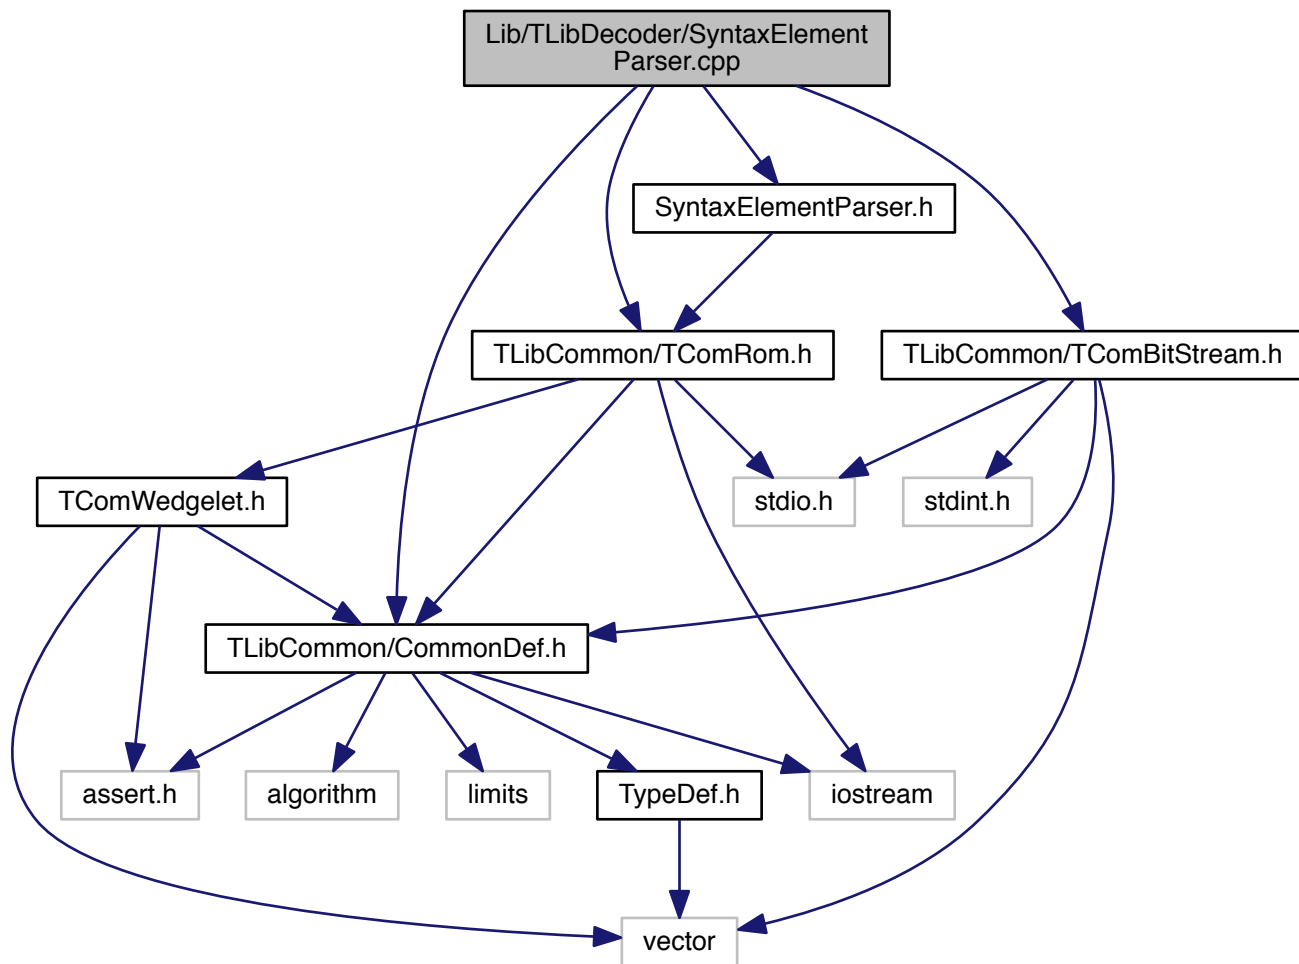 Lib/TLibDecoder/SyntaxElement
Parser.cpp
SyntaxElementParser.h
TLibCommon/TComRom.h
TLibCommon/TComBitStream.h
TComWedgelet.h
stdio.h
stdint.h
TLibCommon/CommonDef.h
assert.h
algorithm
limits
TypeDef.h
iostream
vector